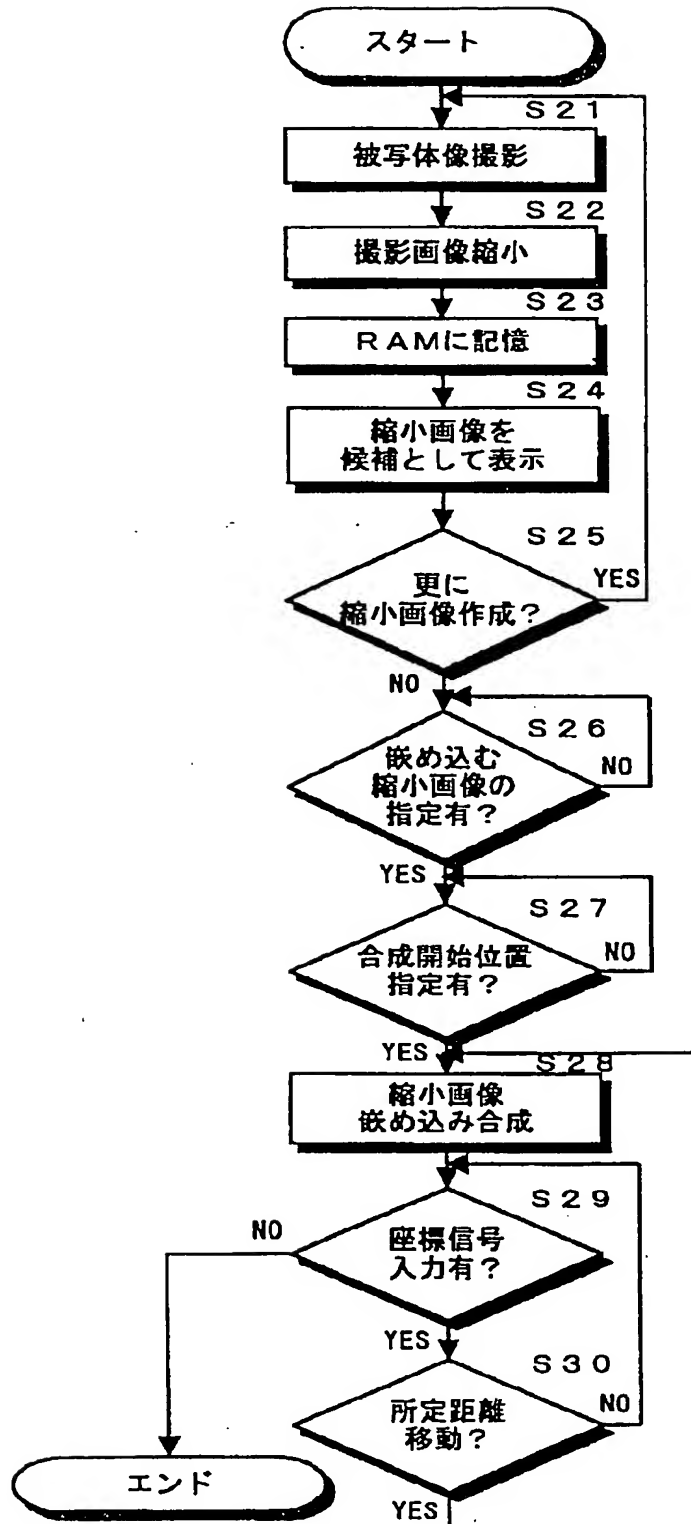 スタート
S21
被写体像撮影
S22
撮影画像縮小
S23
RAMに記憶
S24
縮小画像を
候補として表示
S25
更に
縮小画像作成?
YES
NO
S26
嵌め込む
縮小画像の
指定有?
NO
YES
S27
合成開始位置
指定有?
NO
YES
S28
縮小画像
嵌め込み合成
S29
座標信号
入力有?
NO
YES
S30
所定距離
移動?
NO
YES
エンド